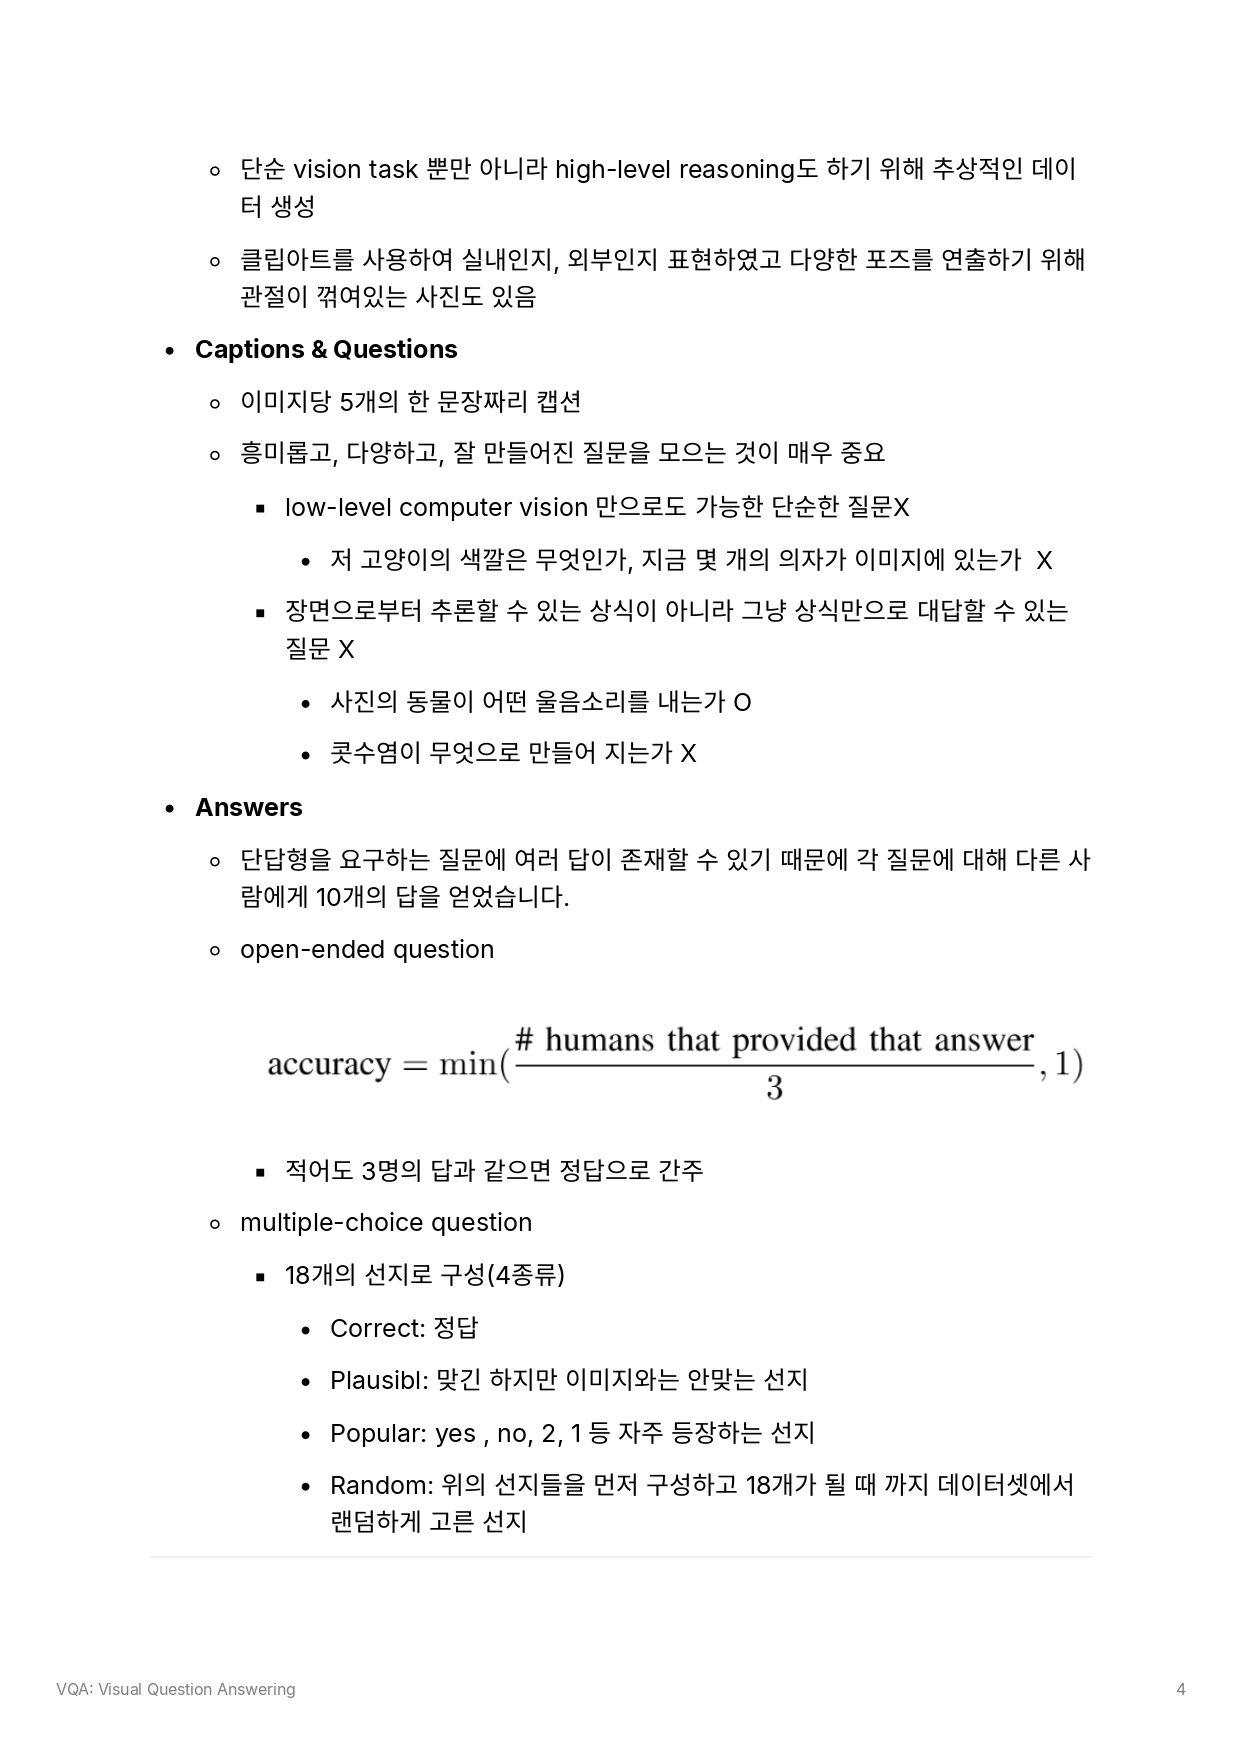 단순 vision task 뿐만 아니라 high-level reasoning도 하기 위해 추상적인 데이
터 생성
클립아트를 사용하여 실내인지, 외부인지 표현하였고 다양한 포즈를 연출하기 위해
관절이 꺾여있는 사진도 있음
Captions & Questions
이미지당 5개의 한 문장짜리 캡션
흥미롭고, 다양하고, 잘 만들어진 질문을 모으는 것이 매우 중요
low-level computer vision 만으로도 가능한 단순한 질문X
저 고양이의 색깔은 무엇인가, 지금 몇 개의 의자가 이미지에 있는가 X
장면으로부터 추론할 수 있는 상식이 아니라 그냥 상식만으로 대답할 수 있는
질문 X
사진의 동물이 어떤 울음소리를 내는가 O
콧수염이 무엇으로 만들어 지는가 X
Answers
단답형을 요구하는 질문에 여러 답이 존재할 수 있기 때문에 각 질문에 대해 다른 사
람에게 10개의 답을 얻었습니다.
open-ended question
accuracy = min(# humans that provided that answer / 3, 1)
적어도 3명의 답과 같으면 정답으로 간주
multiple-choice question
18개의 선지로 구성(4종류)
Correct: 정답
Plausibl: 맞긴 하지만 이미지와는 안맞는 선지
Popular: yes , no, 2, 1 등 자주 등장하는 선지
Random: 위의 선지들을 먼저 구성하고 18개가 될 때 까지 데이터셋에서
랜덤하게 고른 선지
VQA: Visual Question Answering 4